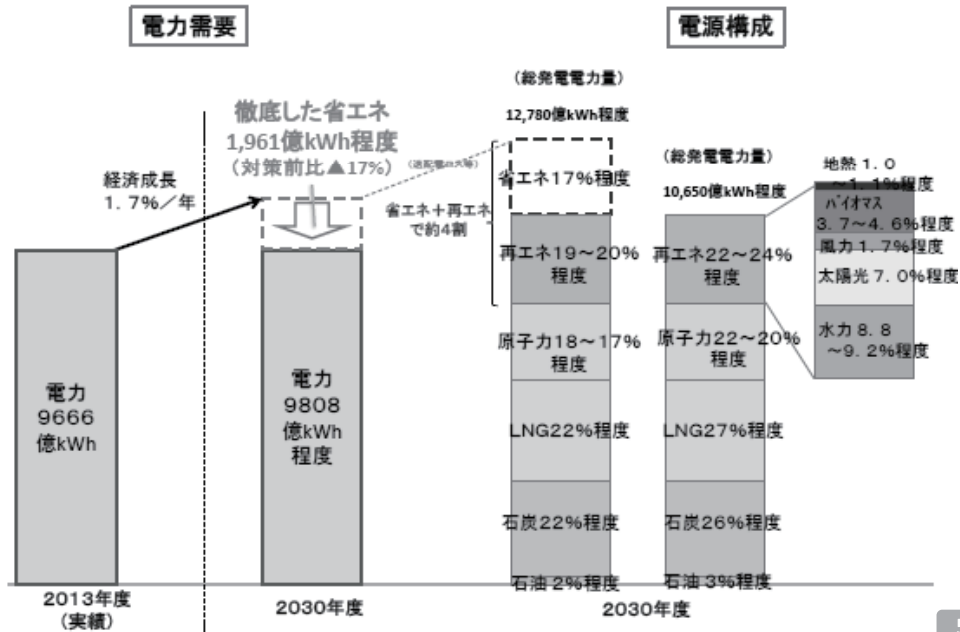 電力需要
電源構成
徹底した省エネ
1,961億kWh程度
(対策前比▲17%)
経済成長
1.7%/年
電力
9666
億kWh
2013年度
(実績)
電力
9808
億kWh
程度
2030年度
(総発電電力量)
12,780億kWh程度
省エネ+再エネ
で約4割
省エネ17%程度
再エネ19~20%
程度
原子力18~17%
程度
LNG22%程度
石炭22%程度
石油2%程度
(総発電電力量)
10,650億kWh程度
再エネ22~24%
程度
原子力22~20%
程度
LNG27%程度
石炭26%程度
石油3%程度
2030年度
地熱1.0
~1.1%程度
バイオマス
3.7~4.6%程度
風力1.7%程度
太陽光7.0%程度
水力8.8
~9.2%程度